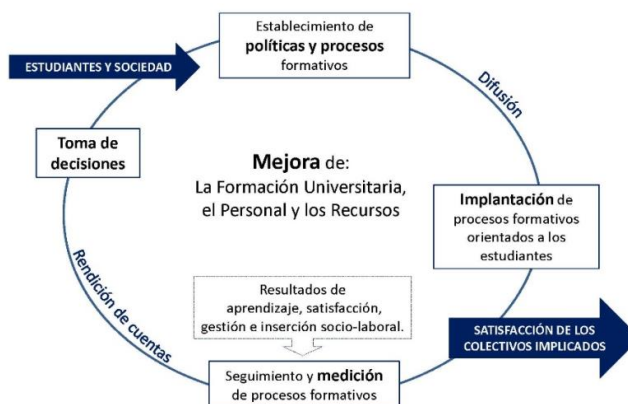 Establecimiento de
políticas y procesos
formativos
ESTUDIANTES Y SOCIEDAD
Difusión
Toma de
decisiones
Mejora de:
La Formación Universitaria,
el Personal y los Recursos
Implantación de
procesos formativos
orientados a los
estudiantes
Rendición de cuentas
Resultados de
aprendizaje, satisfacción,
gestión e inserción socio-laboral.
SATISFACCIÓN DE LOS
COLECTIVOS IMPLICADOS
Seguimiento y medición
de procesos formativos